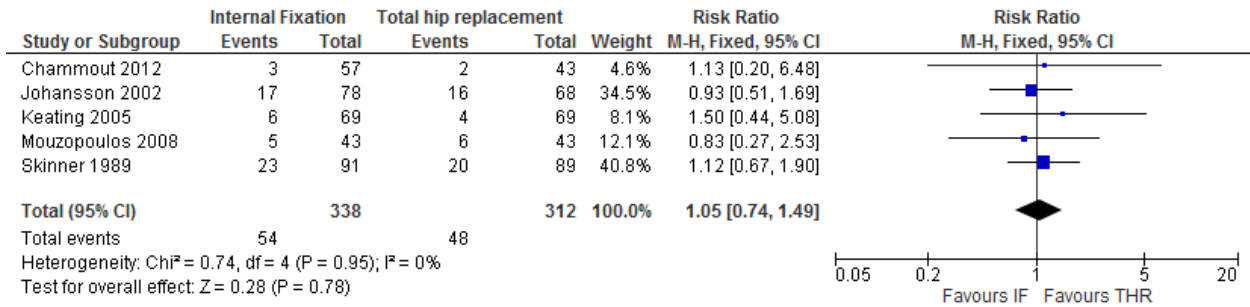 Internal Fixation Total hip replacement Risk Ratio Risk Ratio
Study or Subgroup Events Total Events Total Weight M-H, Fixed, 95% CI M-H, Fixed, 95% CI
Chammout 2012 3 57 2 43 4.6% 1.13 [0.20, 6.48]
Johansson 2002 17 78 16 68 34.5% 0.93 [0.51, 1.69]
Keating 2005 6 69 4 69 8.1% 1.50 [0.44, 5.08]
Mouzopoulos 2008 5 43 6 43 12.1% 0.83 [0.27, 2.53]
Skinner 1989 23 91 20 89 40.8% 1.12 [0.67, 1.90]
Total (95% CI) 338 312 100.0% 1.05 [0.74, 1.49]
Total events 54 48
Heterogeneity: Chi² = 0.74, df = 4 (P = 0.95); I² = 0%
Test for overall effect: Z = 0.28 (P = 0.78)
0.05 0.2 1 5 20
Favours IF Favours THR